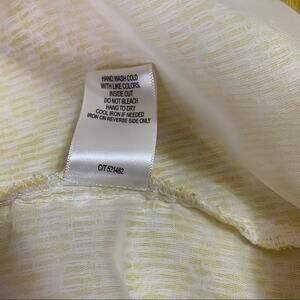 HAND WASH COLD
WITH LIKE COLORS,
INSIDE OUT
DO NOT BLEACH
HANG TO DRY
COOL IRON IF NEEDED
IRON ON REVERSE SIDE ONLY
C/T 521462